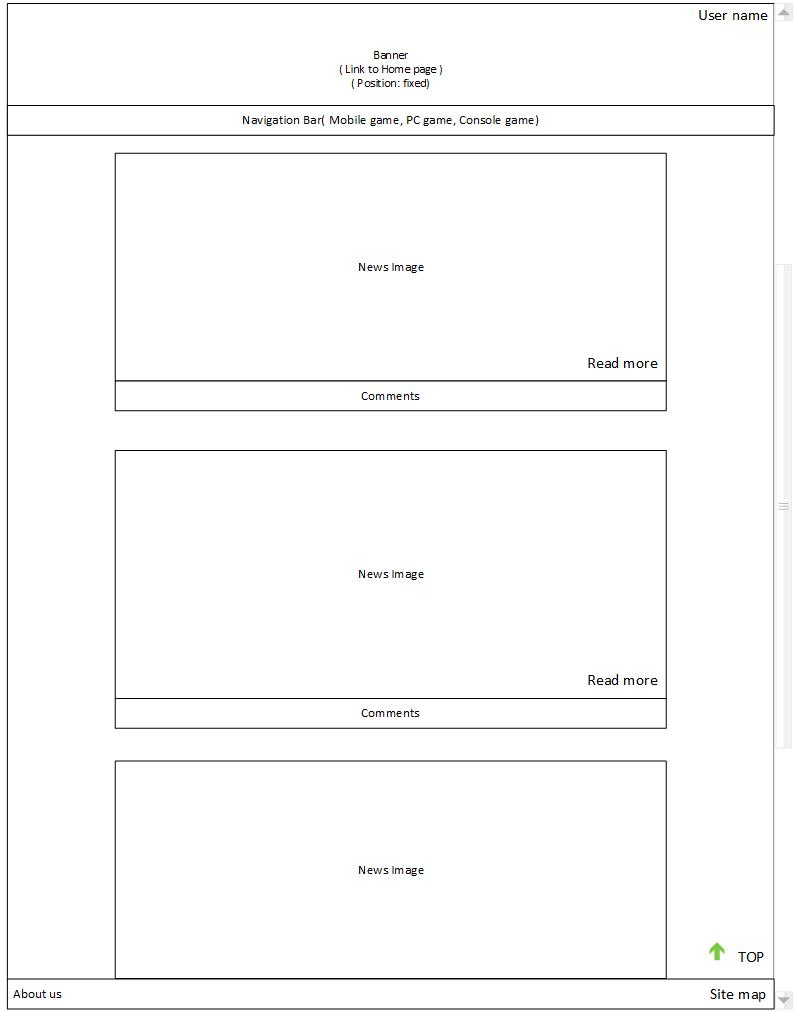 User name
Banner
( Link to Home page )
( Position: fixed)
Navigation Bar( Mobile game, PC game, Console game)
News Image
Read more
Comments
News Image
Read more
Comments
News Image
TOP
About us
Site map